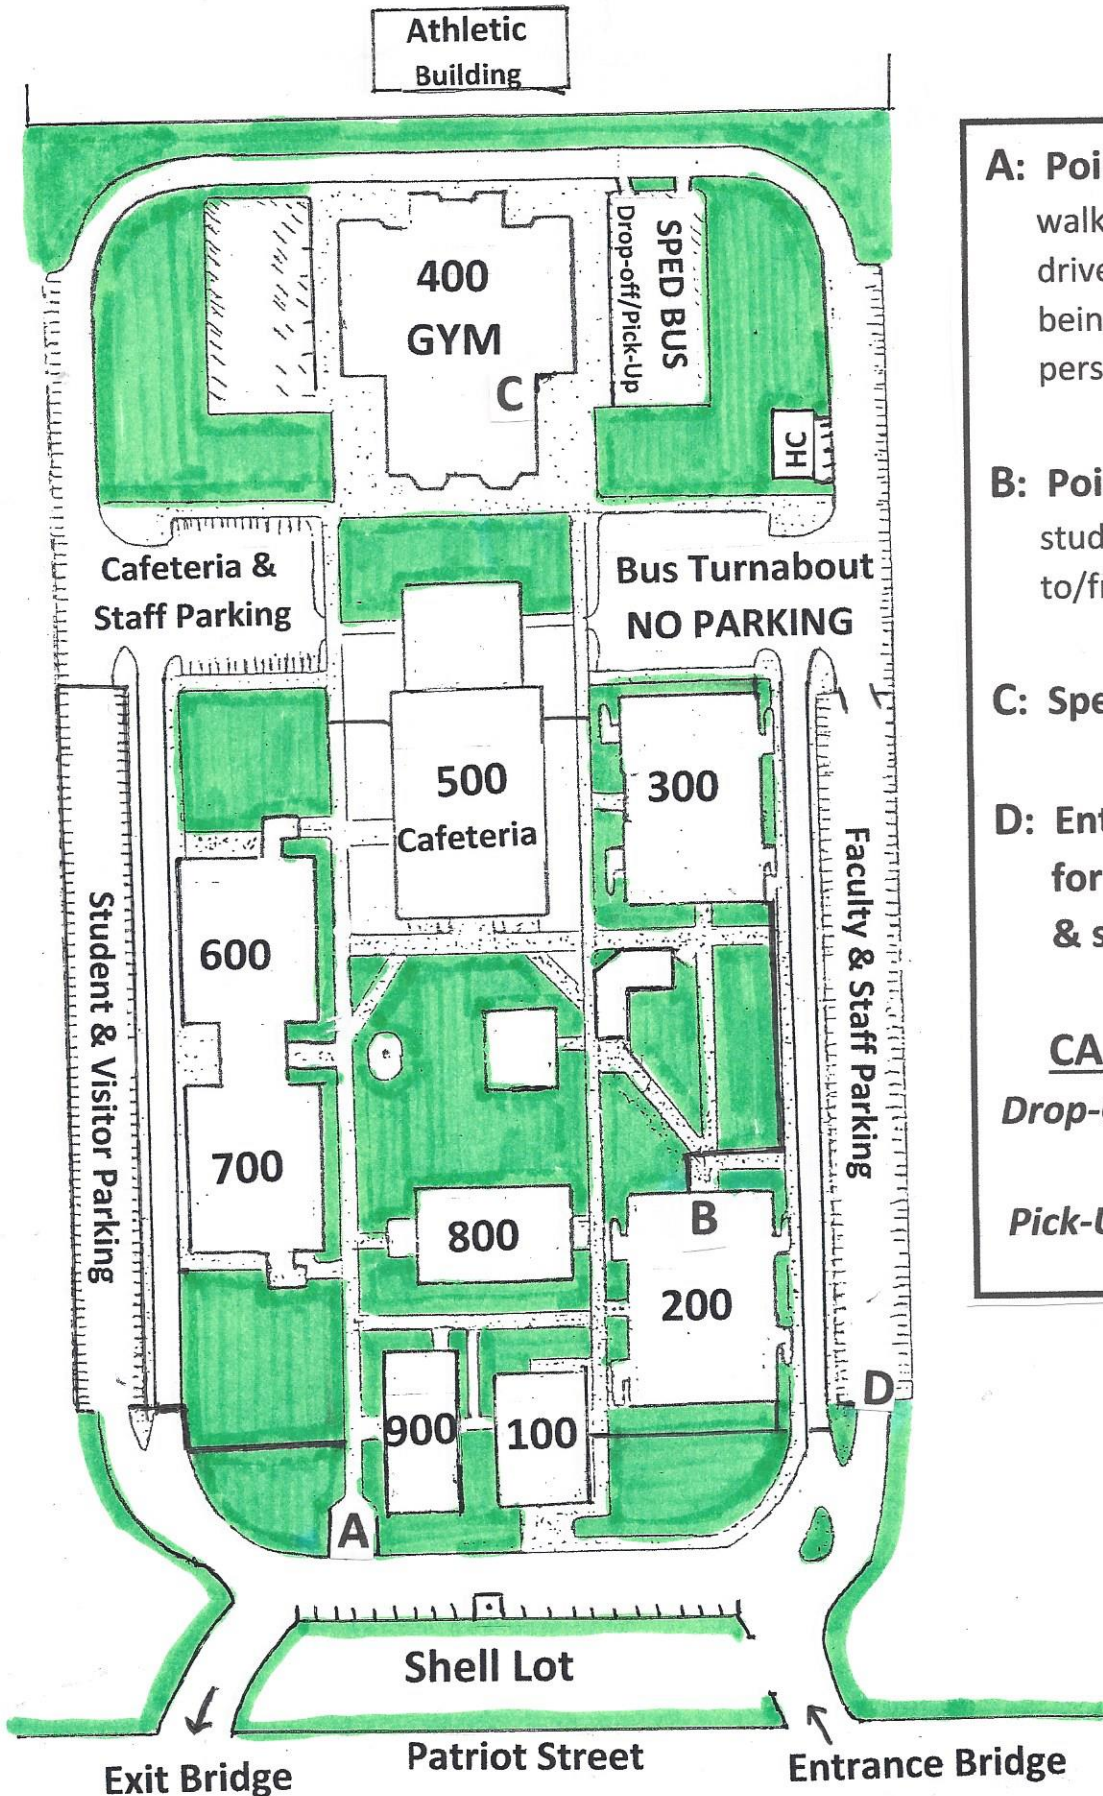 Athletic
Building
400
GYM
C
SPED BUS
Drop-off/Pick-Up
HC
Cafeteria &
Staff Parking
Bus Turnabout
NO PARKING
500
Cafeteria
300
600
700
800
B
200
900
100
A
D
Student & Visitor Parking
Faculty & Staff Parking
Shell Lot
Patriot Street
Exit Bridge
Entrance Bridge
A: Poi
walk
drive
bein
pers
B: Poi
stud
to/fr
C: Spe
D: Ent
for
& s
CA
Drop-
Pick-U